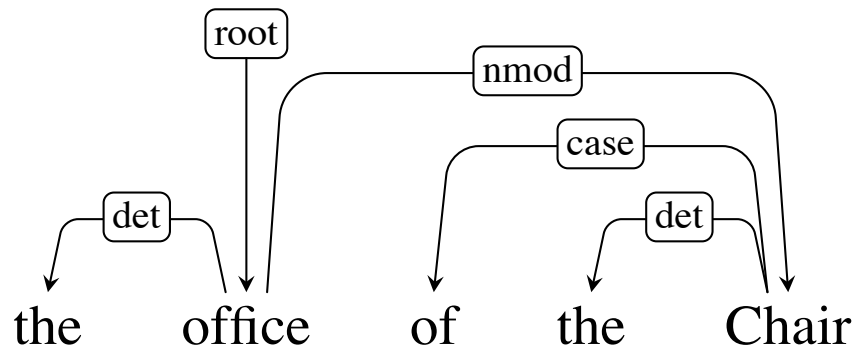 root
nmod
case
det det
the office of the Chair